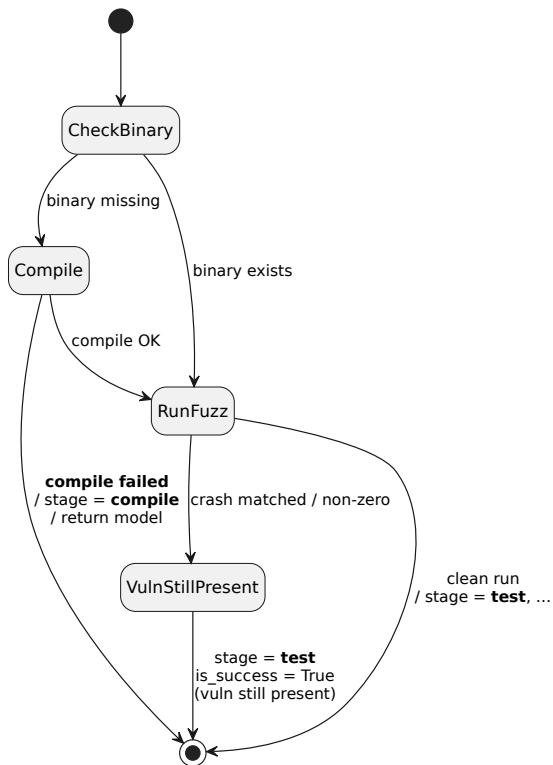 CheckBinary
binary missing
Compile
binary exists
compile OK
RunFuzz
compile failed
/ stage = compile
/ return model
crash matched / non-zero
VulnStillPresent
clean run
/ stage = test, ...
stage = test
is_success = True
(vuln still present)